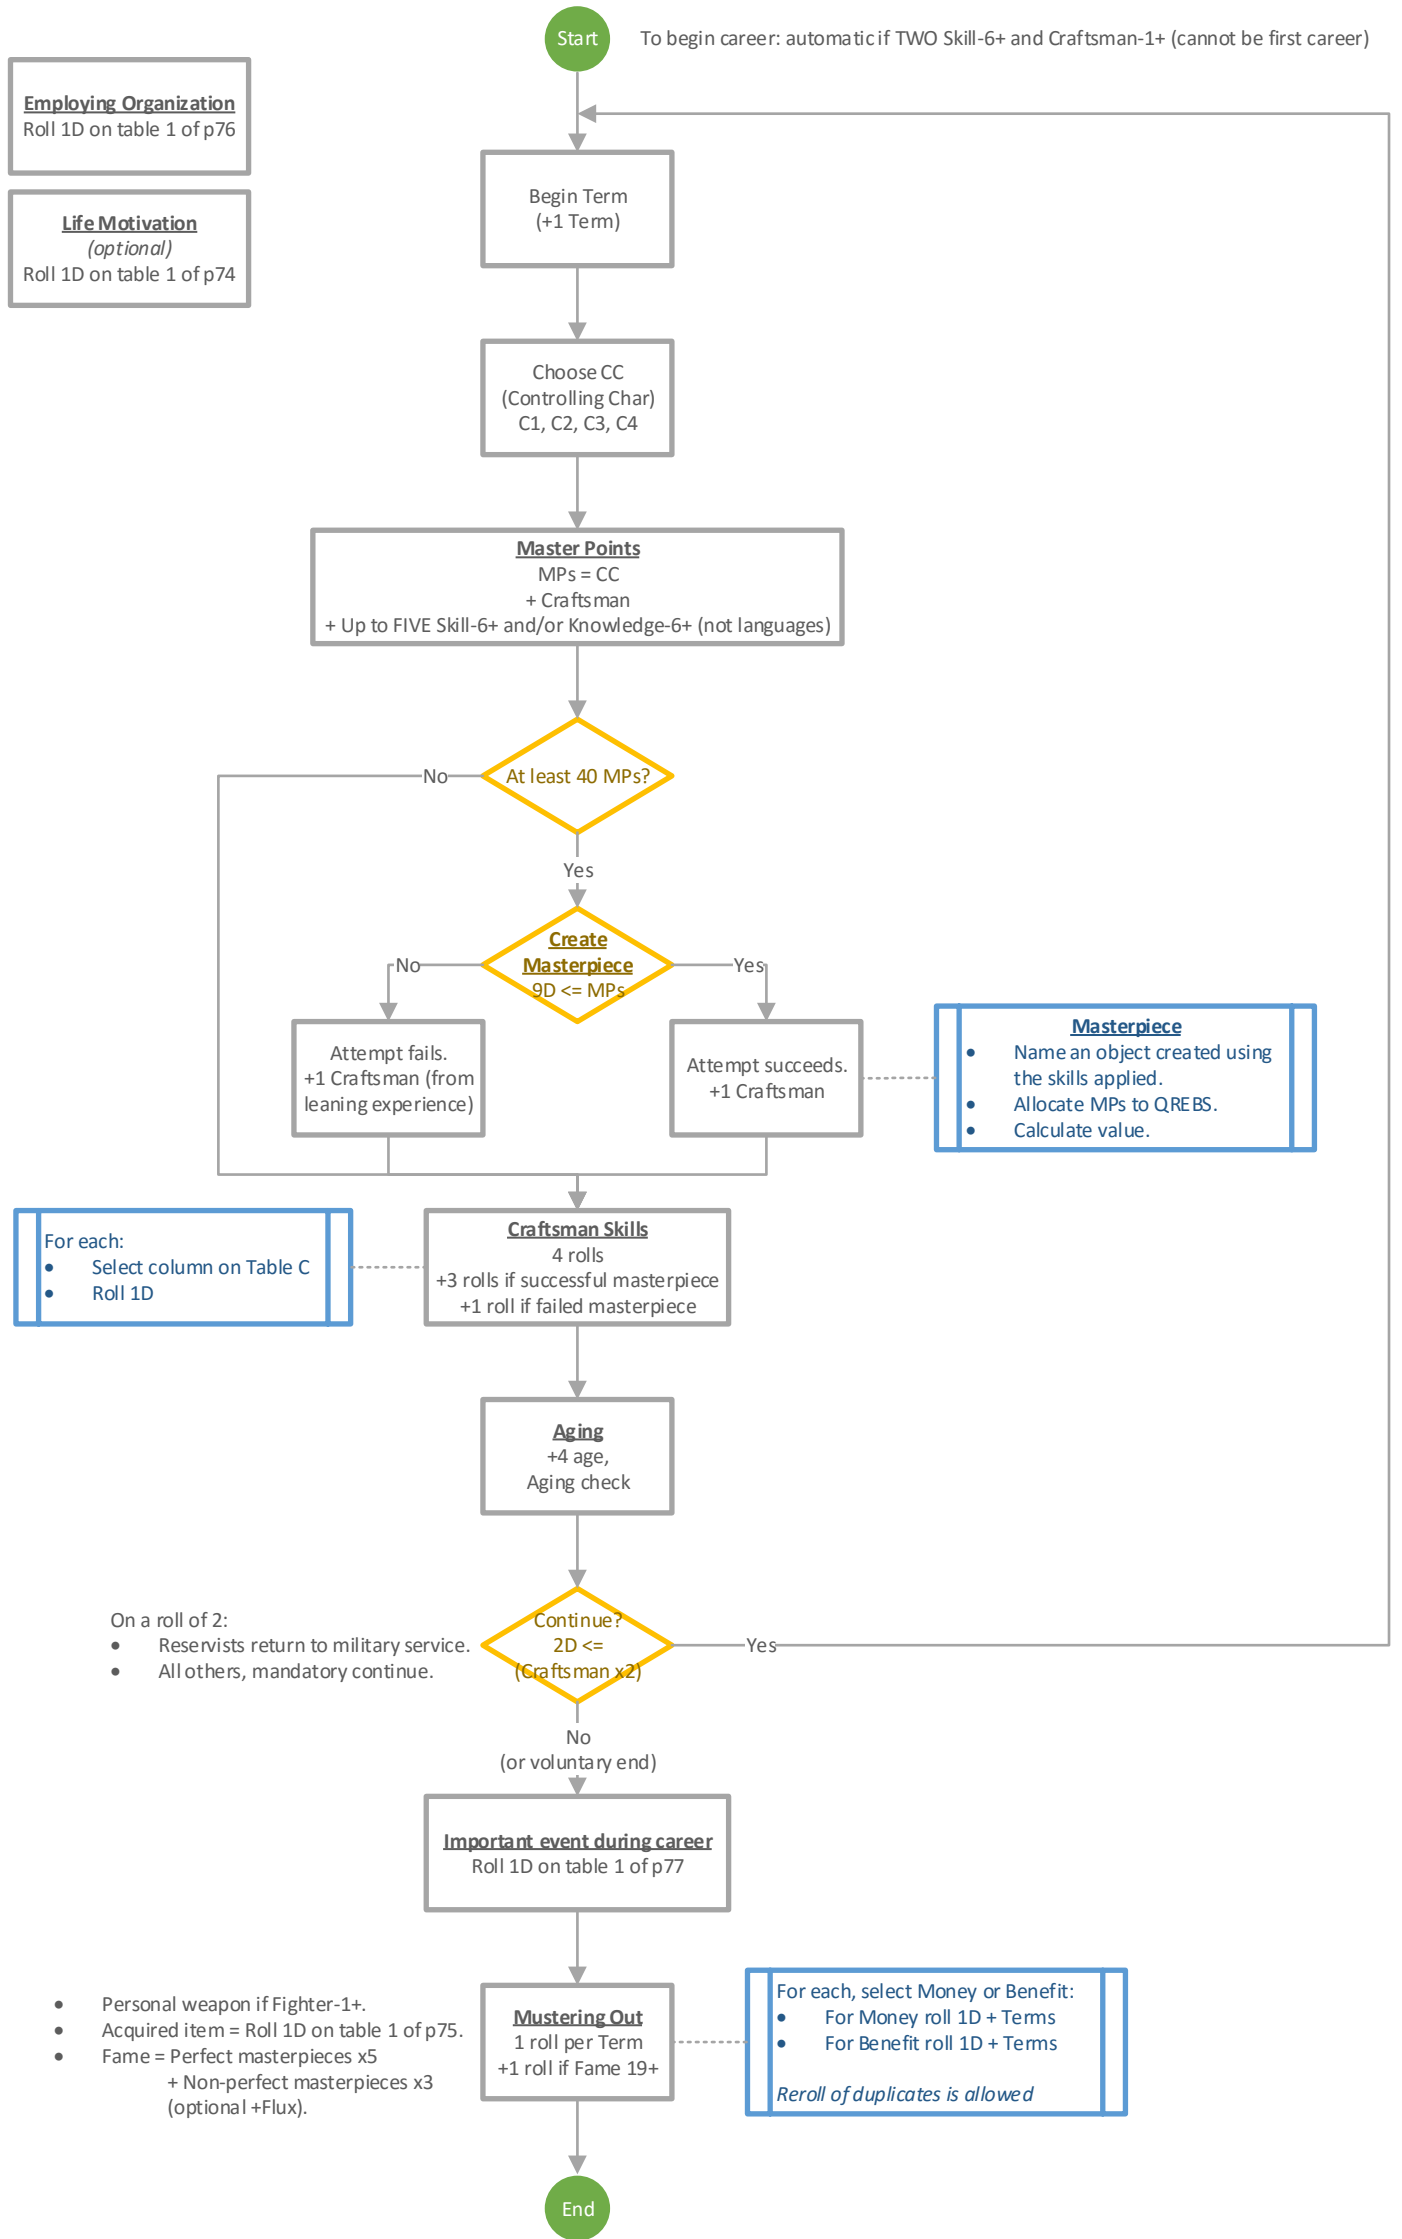 Start
To begin career: automatic if TWO Skill-6+ and Craftsman-1+ (cannot be first career)
Employing Organization
Roll 1D on table 1 of p76
Life Motivation
(optional)
Roll 1D on table 1 of p74
Begin Term
(+1 Term)
Choose CC
(Controlling Char)
C1, C2, C3, C4
Master Points
MPs = CC
+ Craftsman
+ Up to FIVE Skill-6+ and/or Knowledge-6+ (not languages)
At least 40 MPs?
No
Yes
Create
Masterpiece
9D <= MPs
No
Yes
Attempt fails.
+1 Craftsman (from
leaning experience)
Attempt succeeds.
+1 Craftsman
Masterpiece
• Name an object created using
the skills applied.
• Allocate MPs to QREBS.
• Calculate value.
For each:
• Select column on Table C
• Roll 1D
Craftsman Skills
4 rolls
+3 rolls if successful masterpiece
+1 roll if failed masterpiece
Aging
+4 age,
Aging check
On a roll of 2:
• Reservists return to military service.
• All others, mandatory continue.
Continue?
2D <=
(Craftsman x2)
Yes
No
(or voluntary end)
Important event during career
Roll 1D on table 1 of p77
• Personal weapon if Fighter-1+.
• Acquired item = Roll 1D on table 1 of p75.
• Fame = Perfect masterpieces x5
+ Non-perfect masterpieces x3
(optional +Flux).
Mustering Out
1 roll per Term
+1 roll if Fame 19+
For each, select Money or Benefit:
• For Money roll 1D + Terms
• For Benefit roll 1D + Terms
Reroll of duplicates is allowed
End